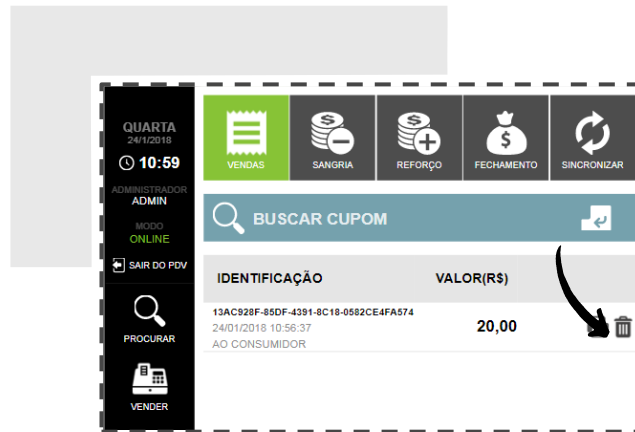 QUARTA
24/1/2018
10:59
ADMINISTRADOR
ADMIN
MODO
ONLINE
SAIR DO PDV
PROCURAR
VENDER
VENDAS
SANGRIA
REFORÇO
FECHAMENTO
SINCRONIZAR
BUSCAR CUPOM
IDENTIFICAÇÃO VALOR(R$)
13AC928F-85DF-4391-8C18-0582CE4FA574
24/01/2018 10:56:37
AO CONSUMIDOR
20,00